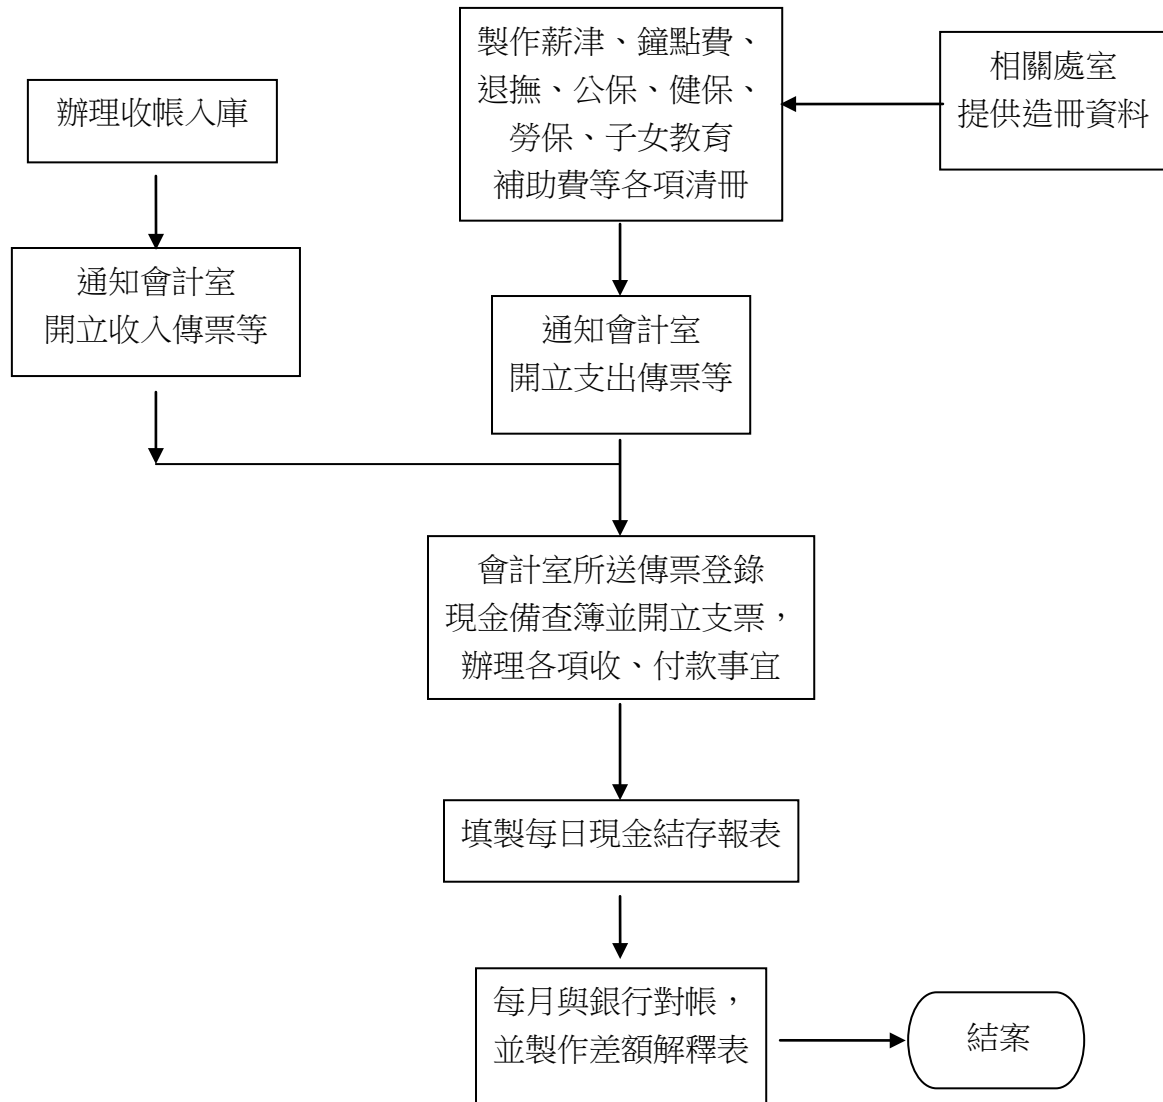 製作薪津、鐘點費、
退撫、公保、健保、
勞保、子女教育
補助費等各項清冊
相關處室
提供造冊資料
辦理收帳入庫
通知會計室
開立收入傳票等
通知會計室
開立支出傳票等
會計室所送傳票登錄
現金備查簿並開立支票，
辦理各項收、付款事宜
填製每日現金結存報表
每月與銀行對帳，
並製作差額解釋表
結案